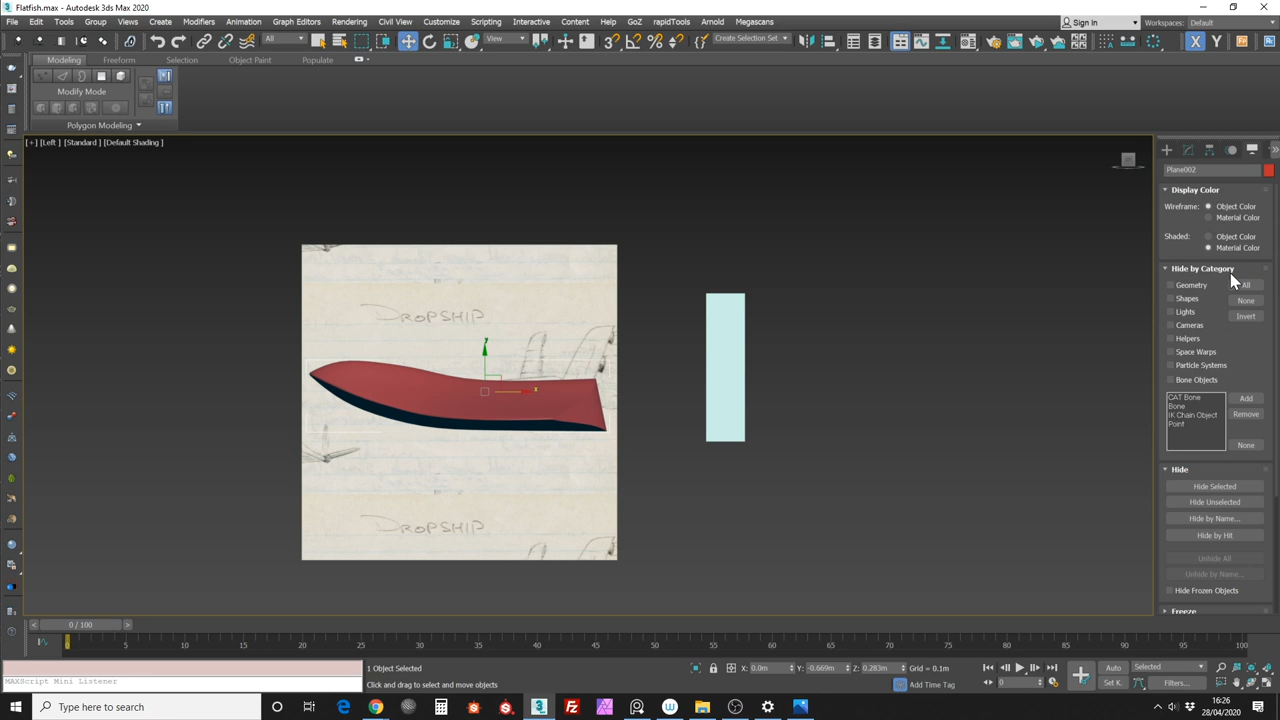 Flatfish.max - Autodesk 3ds Max 2020
File Edit Tools Group Views Create Modifiers Animation Graph Editors Rendering Civil View Customize Scripting Interactive Content Help GoZ rapidTools Arnold Megascans Sign In Workspaces: Default
All View Create Selection Set
Modeling Freeform Selection Object Paint Populate
Modify Mode
Polygon Modeling
[+] [Left ] [Standard ] [Default Shading ]
DROPSHIP
DROPSHIP
x
y
Plane002
Display Color
Wireframe: Object Color
Material Color
Shaded: Object Color
Material Color
Hide by Category
Geometry All
Shapes None
Lights Invert
Cameras
Helpers
Space Warps
Particle Systems
Bone Objects
CAT Bone Add
Bone
IK Chain Object Remove
Point
None
Hide
Hide Selected
Hide Unselected
Hide by Name...
Hide by Hit
Unhide All
Unhide by Name...
Hide Frozen Objects
Freeze
0 / 100
0 5 10 15 20 25 30 35 40 45 50 55 60 65 70 75 80 85 90 95 100
1 Object Selected X: 0.0m Y: -0.669m Z: 0.283m Grid = 0.1m Auto Selected
MAXScript Mini Listener Click and drag to select and move objects Add Time Tag 0 Set K. Filters...
Type here to search
16:26
28/04/2020